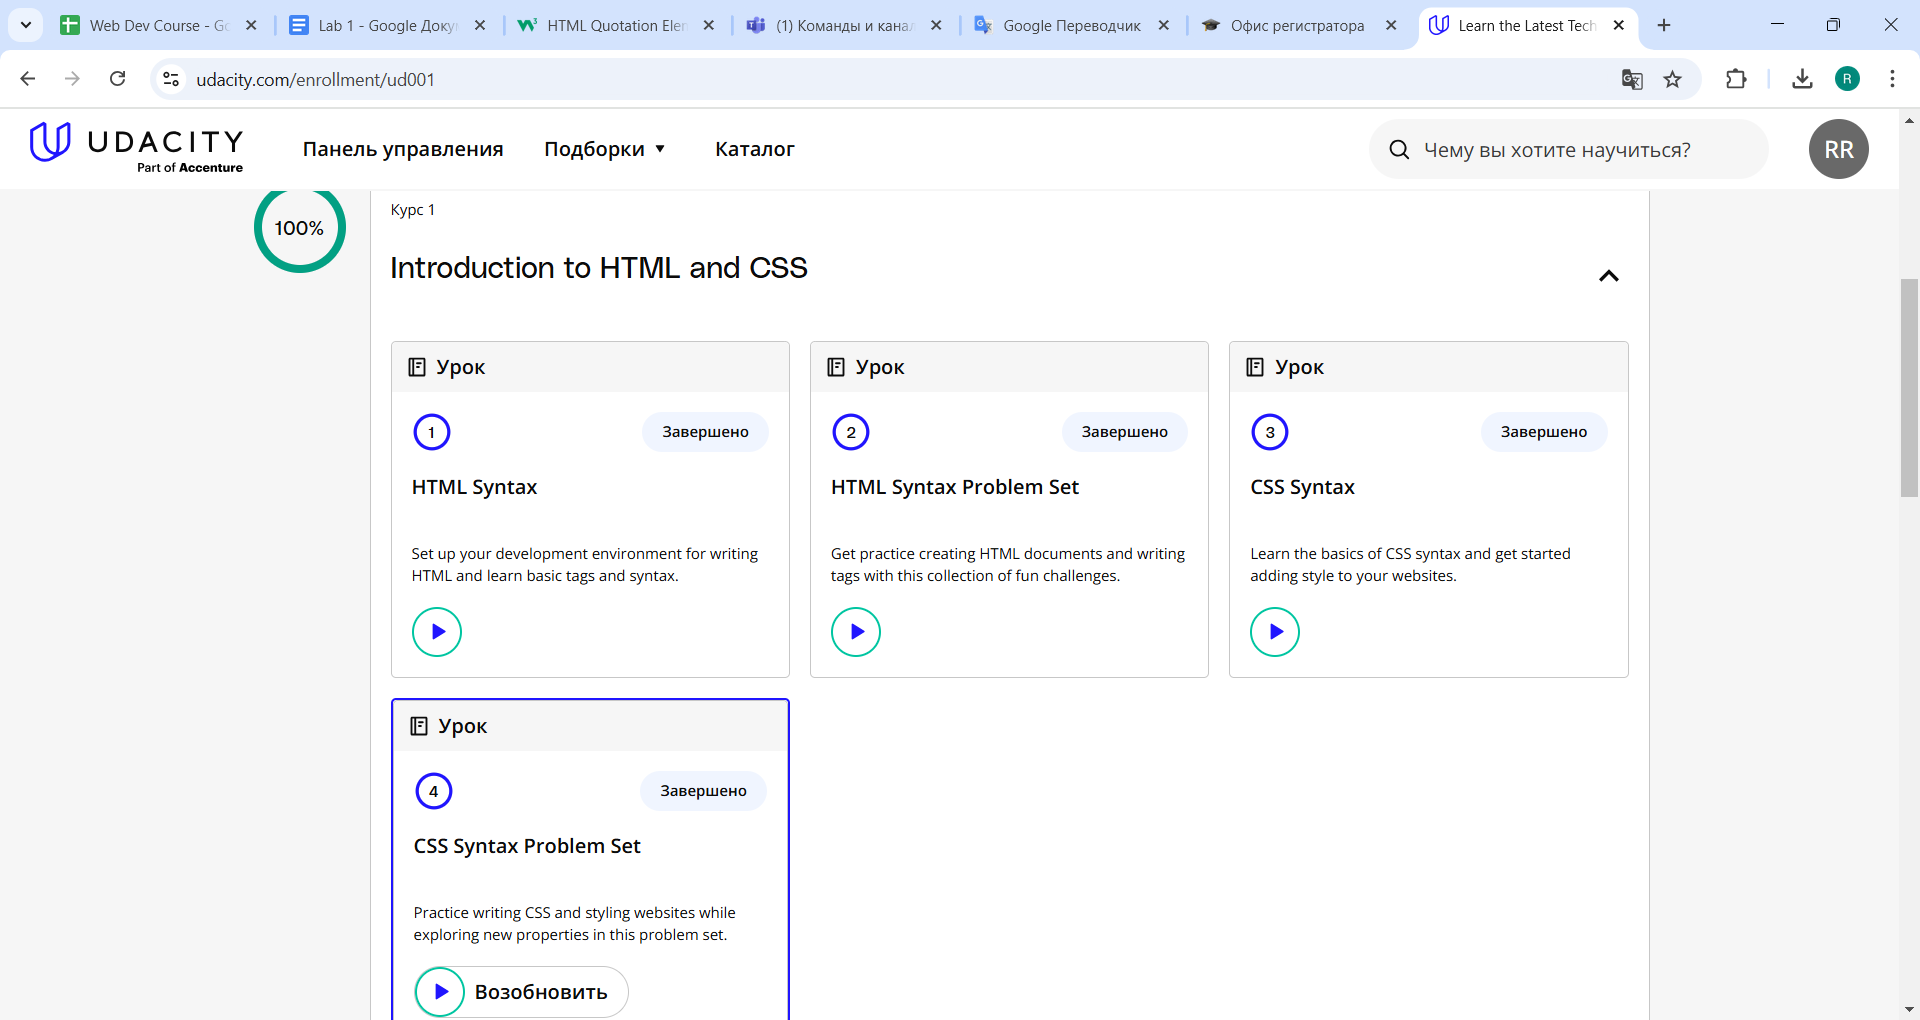 Web Dev Course - Go
Lab 1 - Google Доку
HTML Quotation Elem
(1) Команды и кана
Google Переводчик
Офис регистратора
Learn the Latest Tech
udacity.com/enrollment/ud001
R
UDACITY
Part of Accenture
Панель управления
Подборки
Каталог
Чему вы хотите научиться?
RR
100%
Курс 1
Introduction to HTML and CSS
Урок
1
Завершено
HTML Syntax
Set up your development environment for writing
HTML and learn basic tags and syntax.
Урок
2
Завершено
HTML Syntax Problem Set
Get practice creating HTML documents and writing
tags with this collection of fun challenges.
Урок
3
Завершено
CSS Syntax
Learn the basics of CSS syntax and get started
adding style to your websites.
Урок
4
Завершено
CSS Syntax Problem Set
Practice writing CSS and styling websites while
exploring new properties in this problem set.
Возобновить